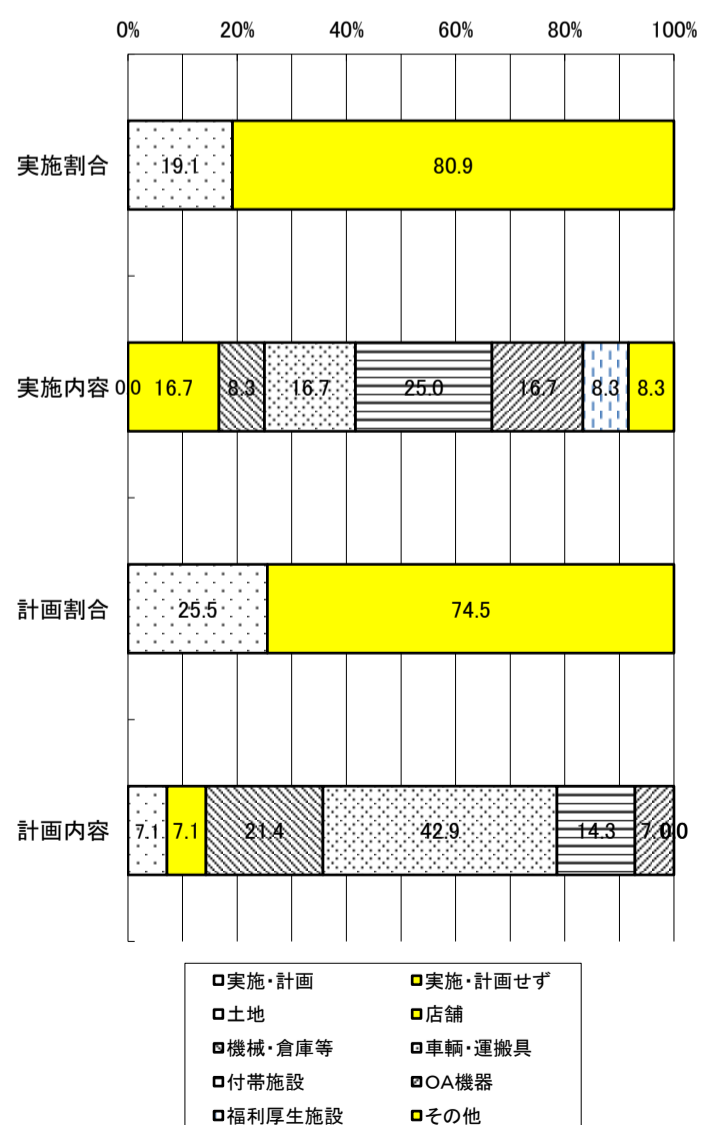 0% 20% 40% 60% 80% 100%
実施割合 19.1 80.9
実施内容 0.0 16.7 8.3 16.7 25.0 16.7 8.3 8.3
計画割合 25.5 74.5
計画内容 7.1 7.1 21.4 42.9 14.3 0.0
実施・計画 実施・計画せず
土地 店舗
機械・倉庫等 車輌・運搬具
付帯施設 OA機器
福利厚生施設 その他